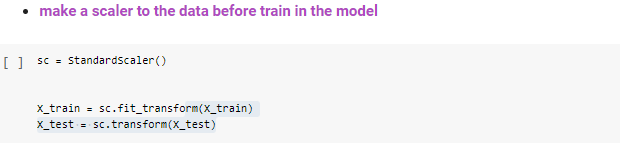 make a scaler to the data before train in the model
[ ] sc = StandardScaler()
X_train = sc.fit_transform(X_train)
X_test = sc.transform(X_test)